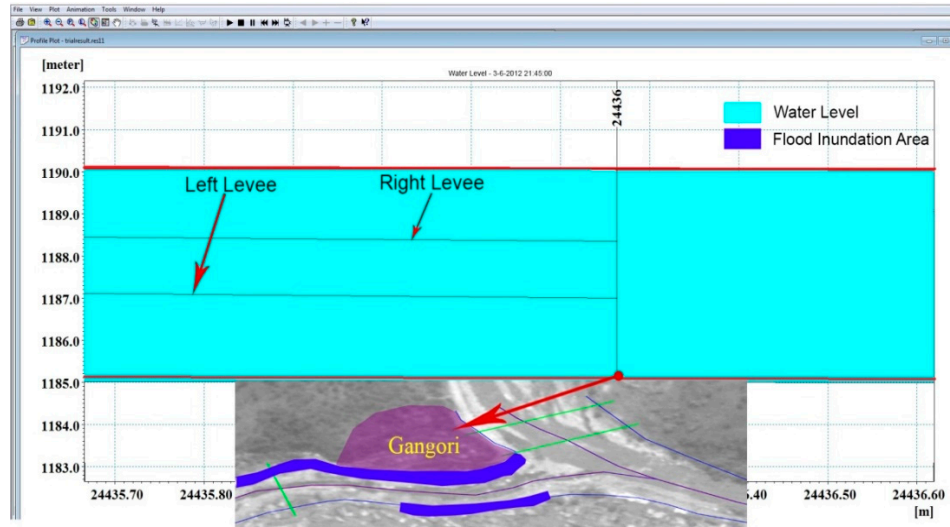 File View Plot Animation Tools Window Help
Profile Plot - trialresult.res11
[meter]
Water Level - 3-6-2012 21:45:00
1192.0
24436
Water Level
1191.0
Flood Inundation Area
1190.0
Left Levee
Right Levee
1189.0
1188.0
1187.0
1186.0
1185.0
1184.0
Gangori
1183.0
24435.70 24435.80 .40 24436.50 24436.60
[m]